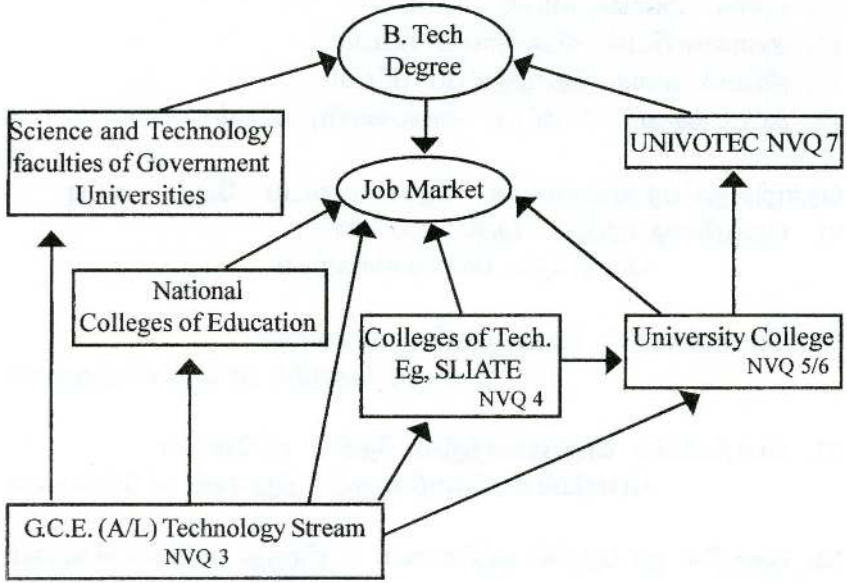 B. Tech
Degree
Science and Technology
faculties of Government
Universities
UNIVOTEC NVQ 7
Job Market
National
Colleges of Education
Colleges of Tech.
Eg, SLIATE
NVQ 4
University College
NVQ 5/6
G.C.E. (A/L) Technology Stream
NVQ 3